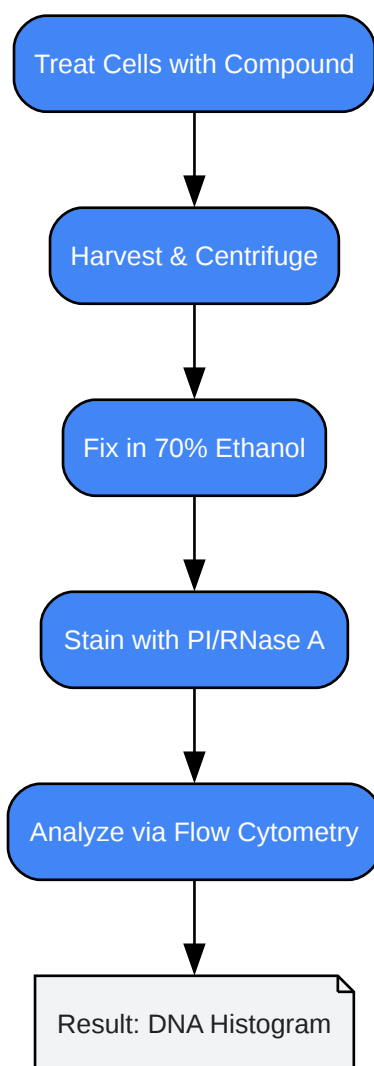 Treat Cells with Compound
Harvest & Centrifuge
Fix in 70% Ethanol
Stain with PI/RNase A
Analyze via Flow Cytometry
Result: DNA Histogram